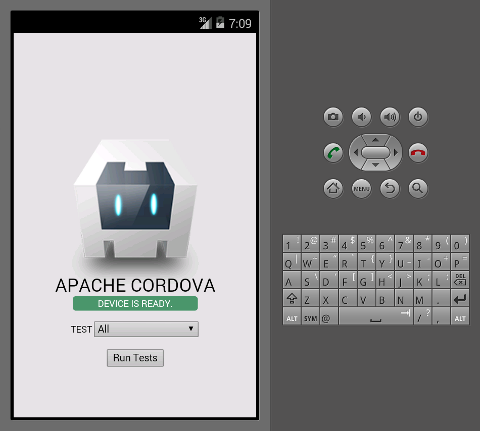 3G 7:09
APACHE CORDOVA
DEVICE IS READY.
TEST All
Run Tests
MENU
1 ! 2 @ 3 # 4 $ 5 % 6 ^ 7 & 8 * 9 ( 0 )
Q W E R T Y U I O P
A S D F G H J K L DEL
Z X C V B N M .
ALT SYM @ / ? , ALT